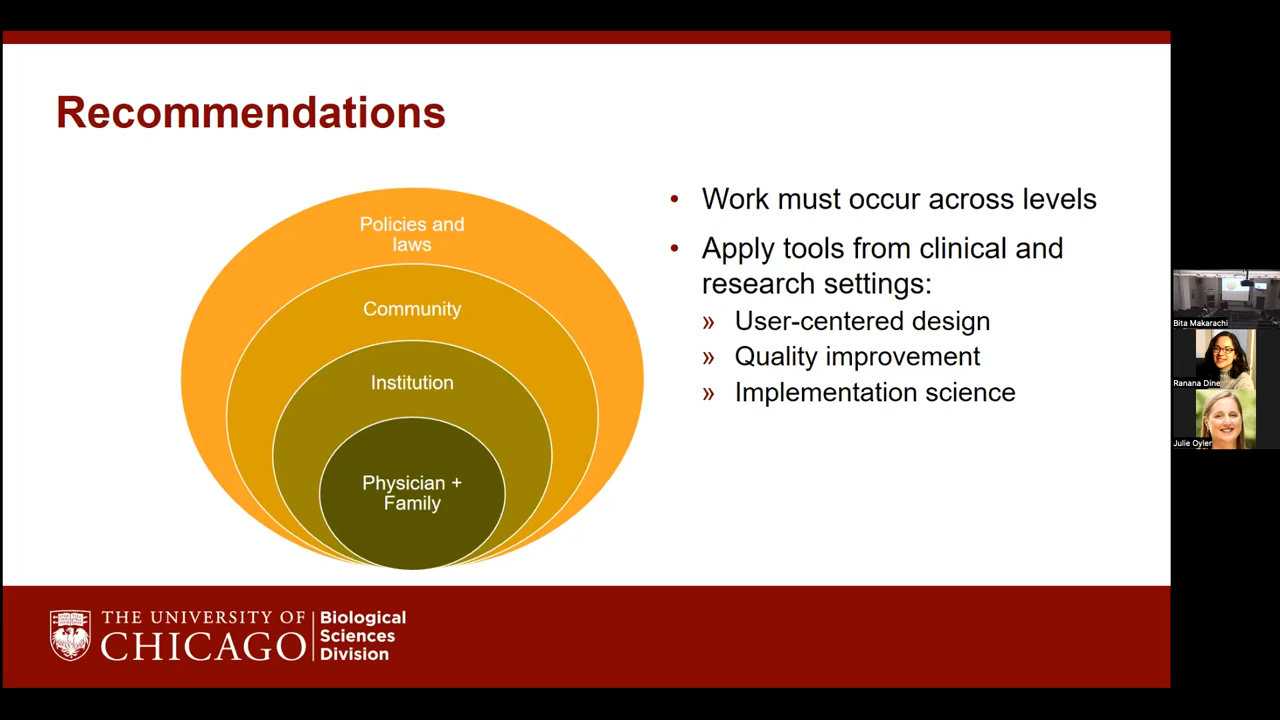 Recommendations
Policies and
laws
Community
Institution
Physician +
Family
• Work must occur across levels
• Apply tools from clinical and
research settings:
» User-centered design
» Quality improvement
» Implementation science
THE UNIVERSITY OF
CHICAGO
Biological
Sciences
Division
Bita Makarachi
Ranana Dine
Julie Oyler